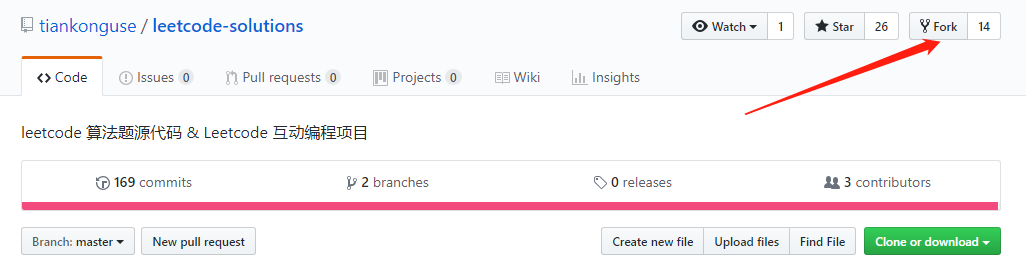 tiankonguse / leetcode-solutions Watch 1 Star 26 Fork 14
Code Issues 0 Pull requests 0 Projects 0 Wiki Insights
leetcode 算法题源代码 & Leetcode 互动编程项目
169 commits 2 branches 0 releases 3 contributors
Branch: master New pull request Create new file Upload files Find File Clone or download